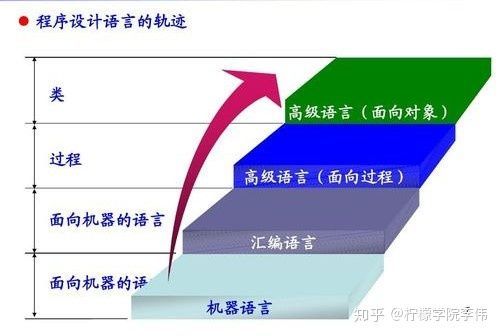 程序设计语言的轨迹
类
高级语言（面向对象）
过程
高级语言（面向过程）
面向机器的语言
汇编语言
面向机器的语
机器语言
知乎 @柠檬学院李伟